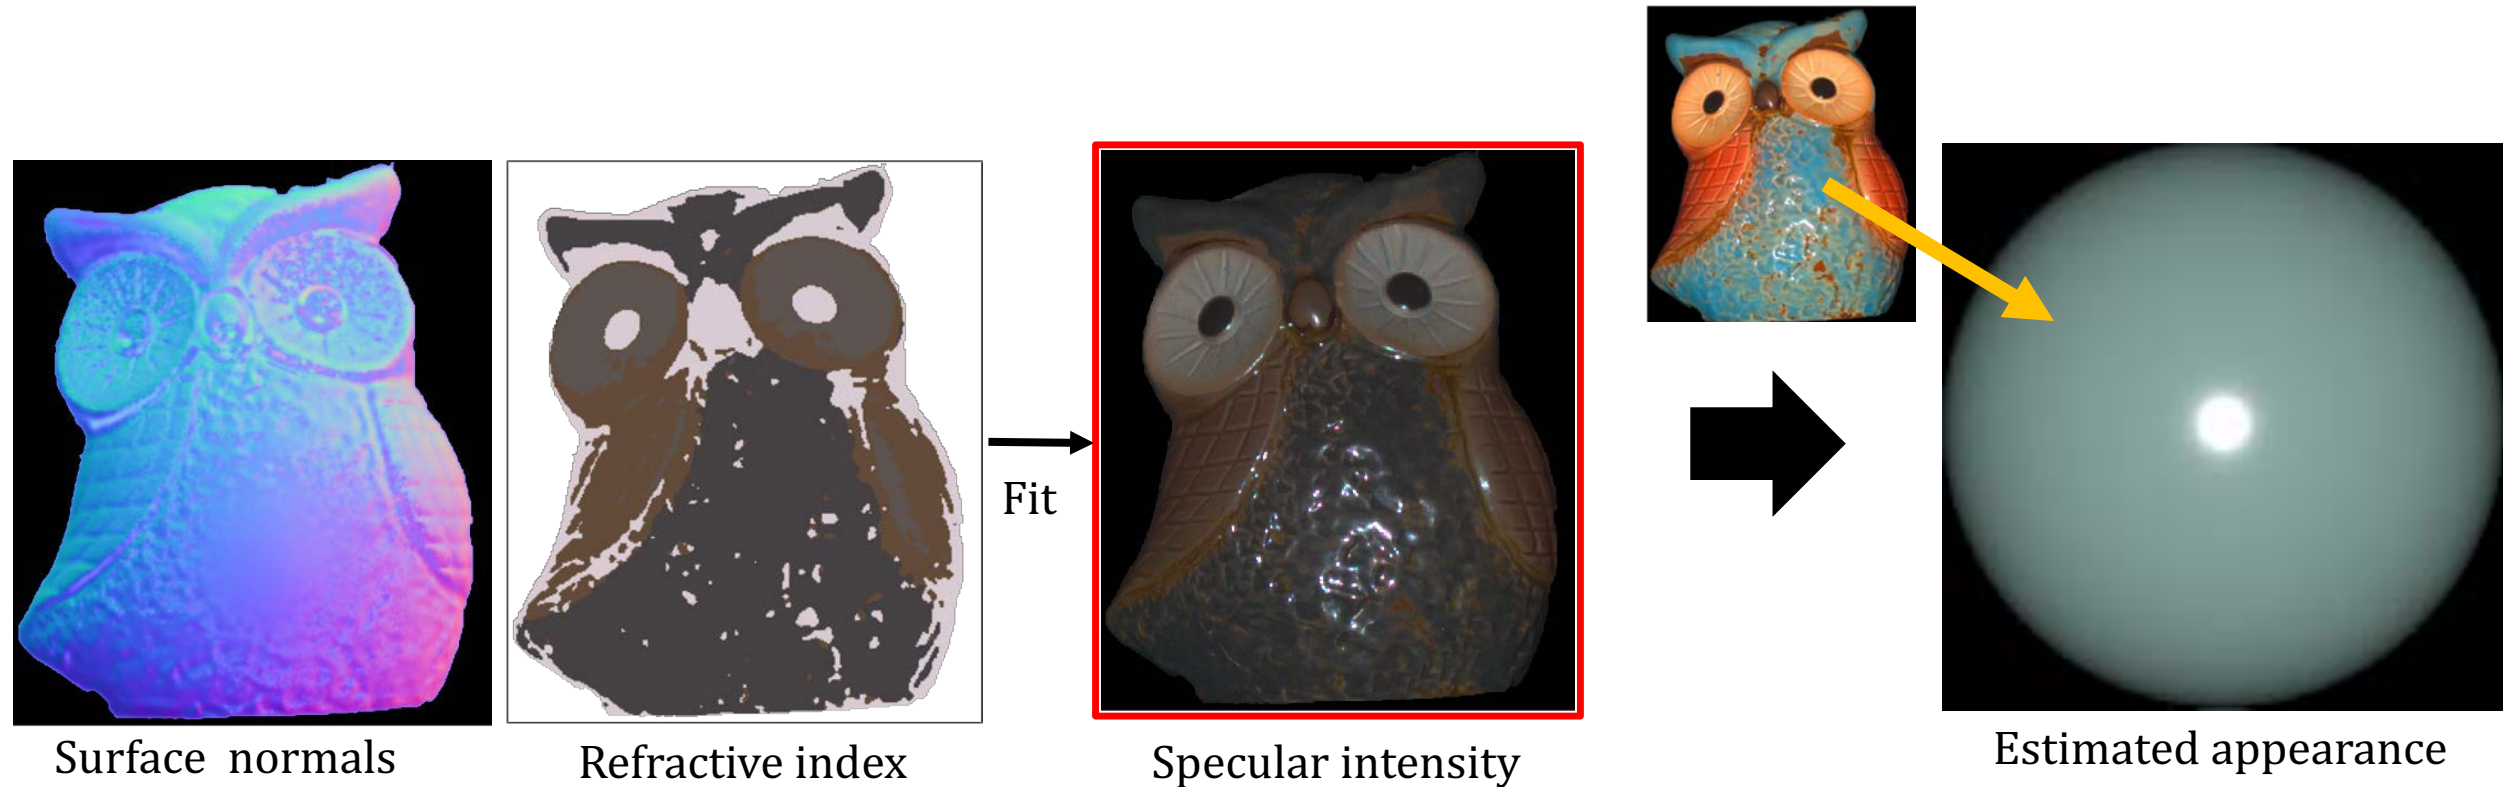 Fit
Surface normals
Refractive index
Specular intensity
Estimated appearance